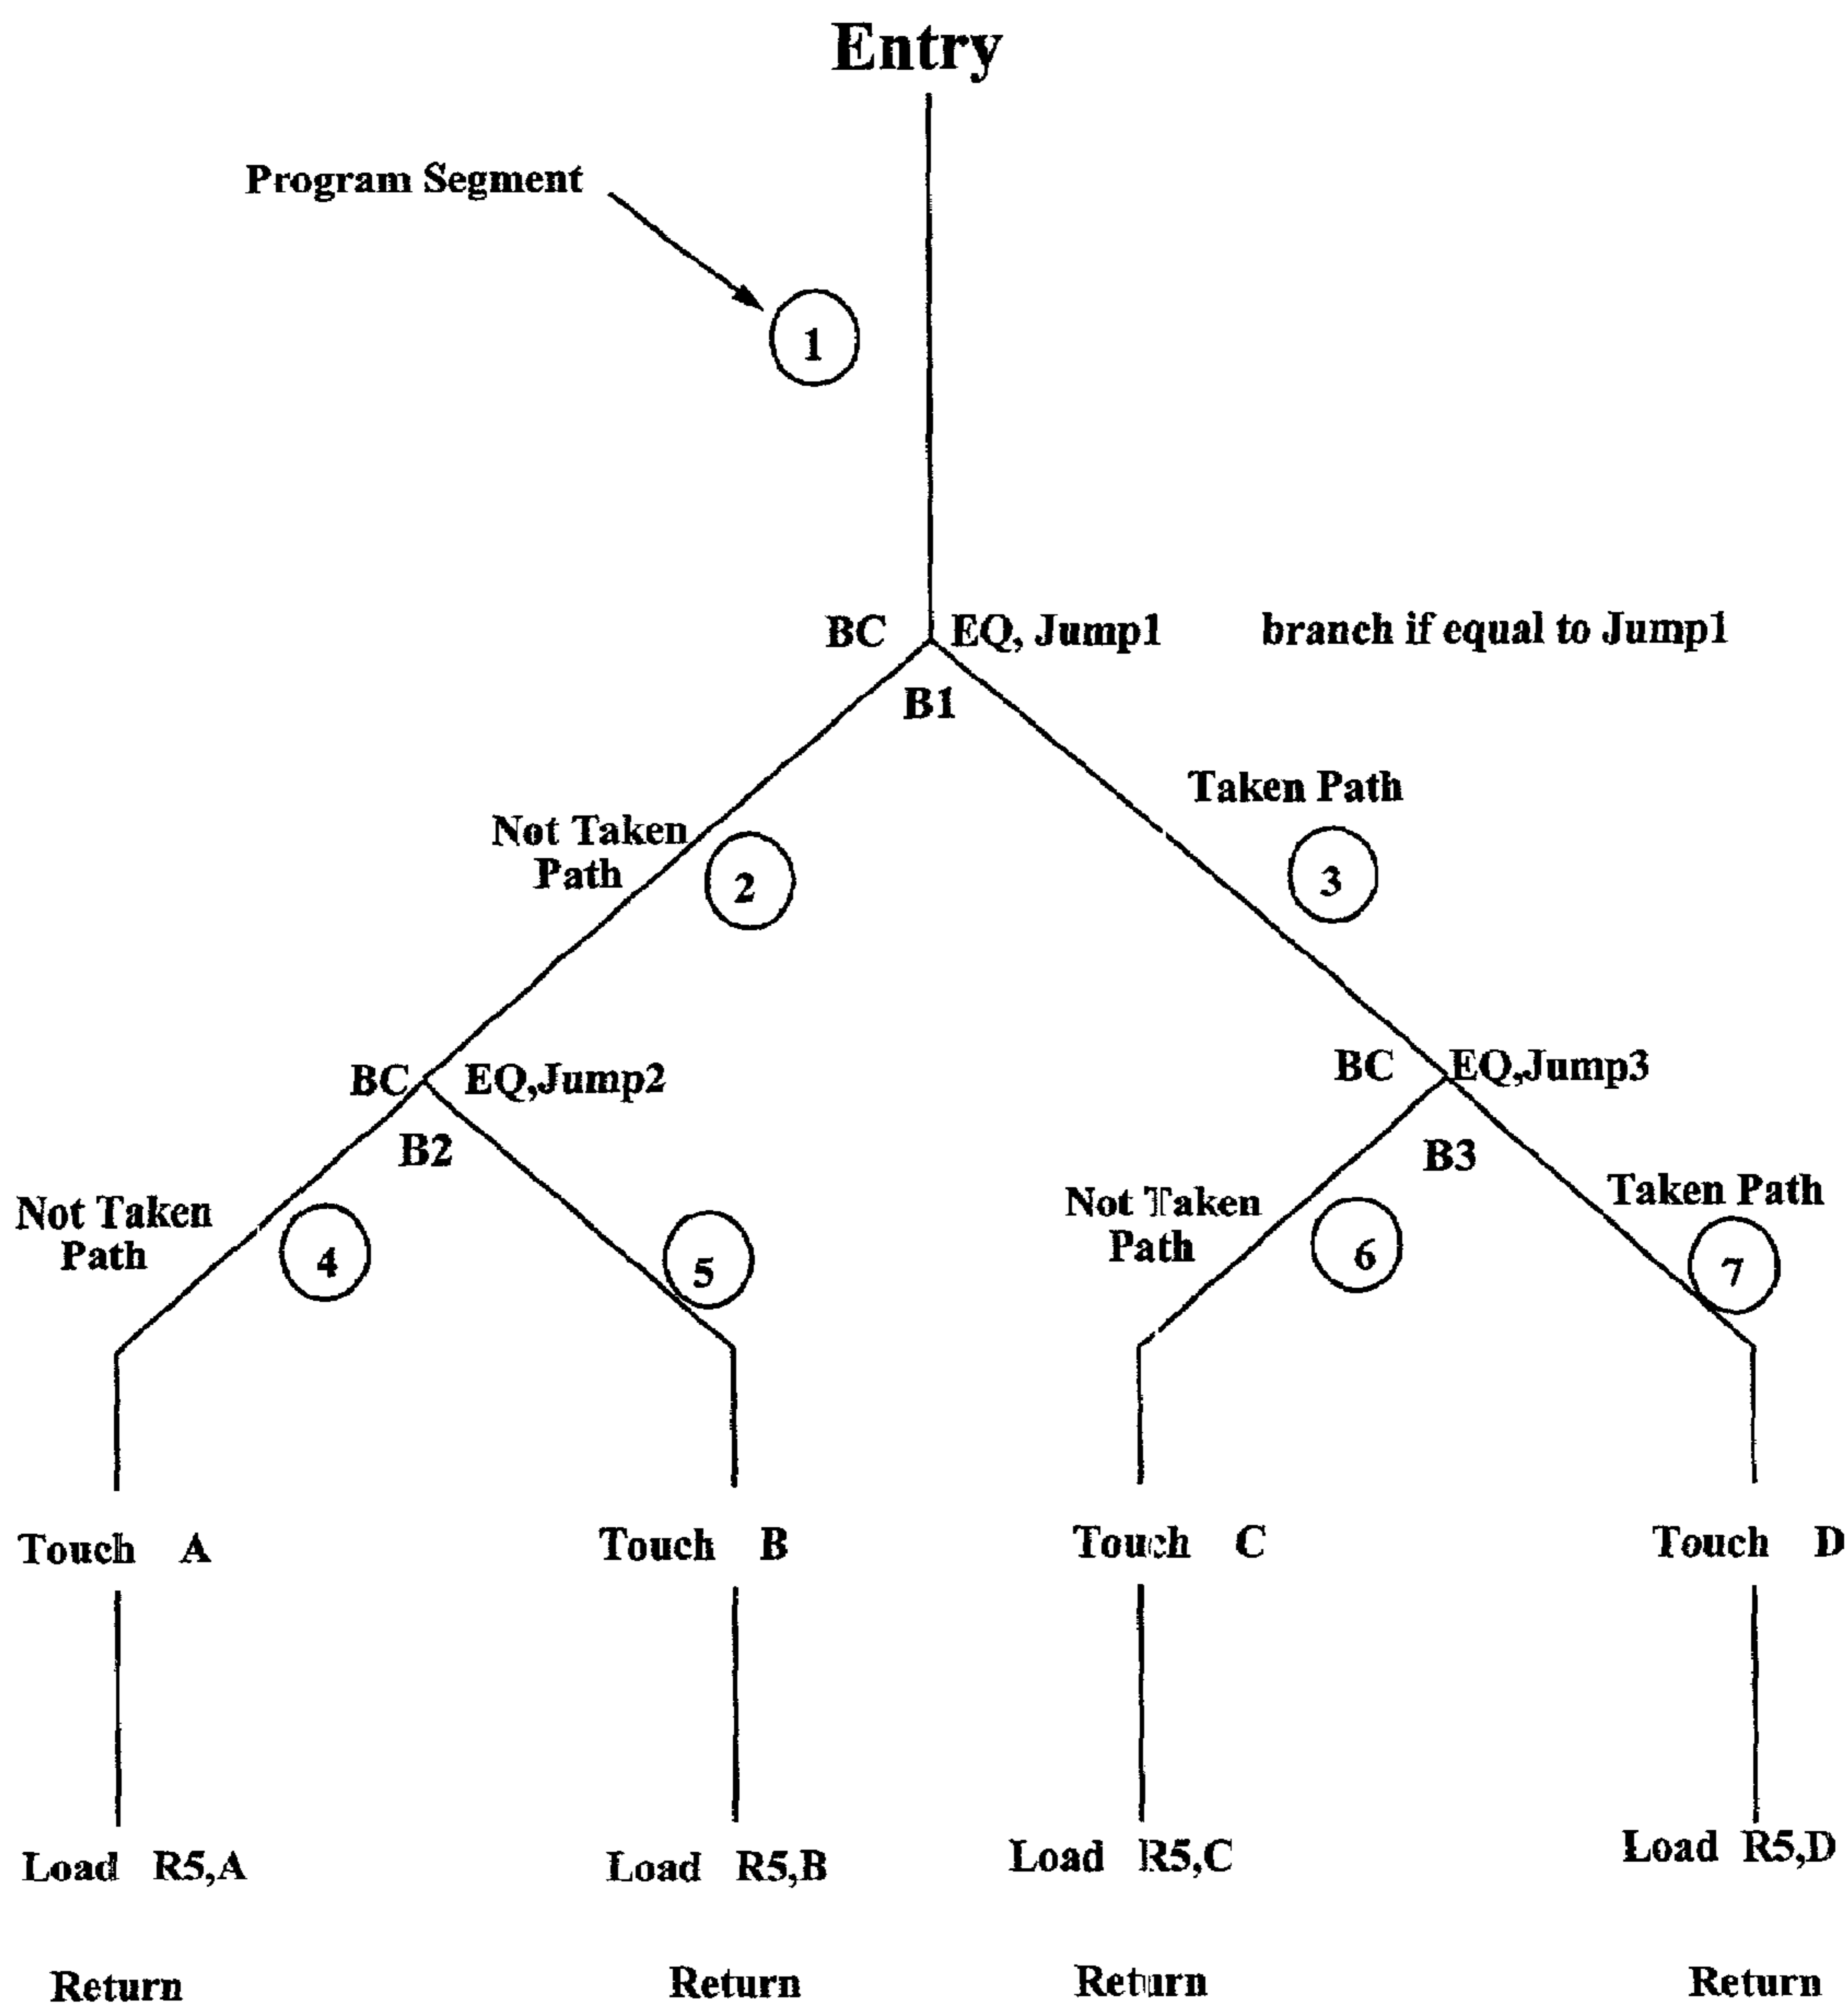 Entry
Program Segment
1
BC EQ, Jump1 branch if equal to Jump1
B1
Taken Path
Not Taken
Path
2
3
BC EQ,Jump2
BC EQ,Jump3
B2
B3
Not Taken
Path
4
5
Not Taken
Path
6
Taken Path
7
Touch A
Touch B
Touch C
Touch D
Load R5,A
Load R5,B
Load R5,C
Load R5,D
Return
Return
Return
Return